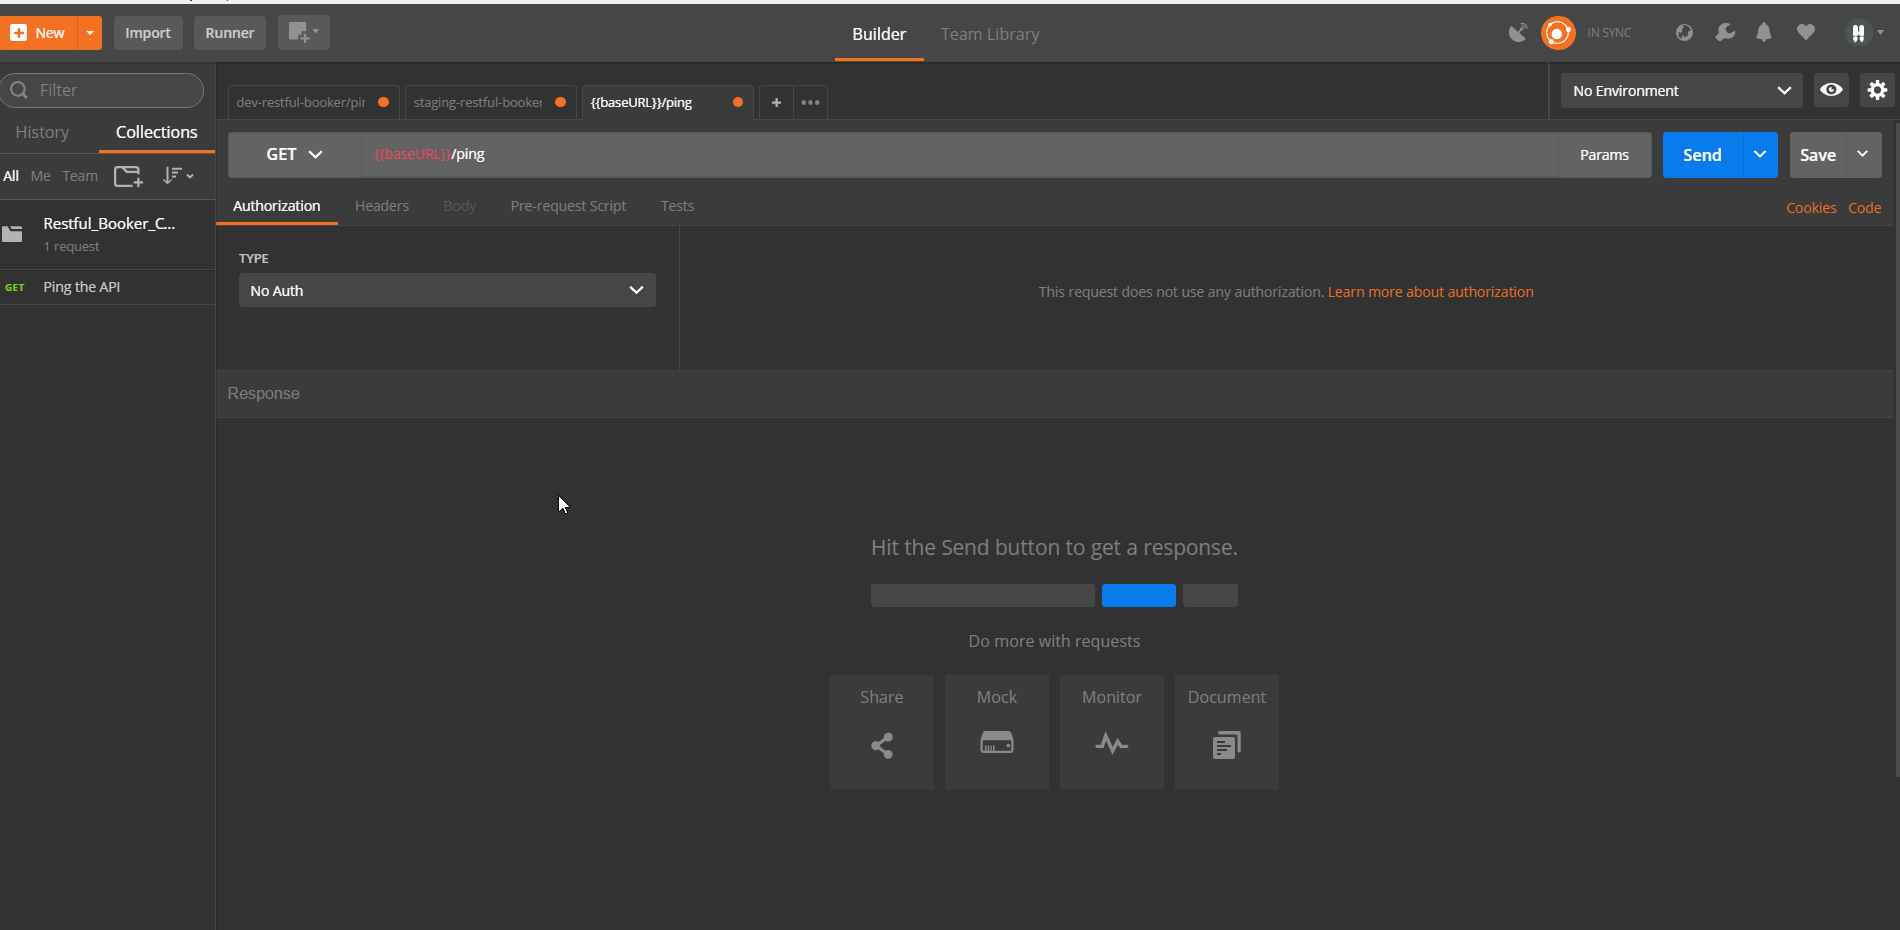 New
Import
Runner
Builder
Team Library
IN SYNC
Filter
History
Collections
All
Me
Team
Restful_Booker_C...
1 request
GET
Ping the API
dev-restful-booker/pin
staging-restful-booker
{{baseURL}}/ping
No Environment
GET
{{baseURL}}/ping
Params
Send
Save
Authorization
Headers
Body
Pre-request Script
Tests
Cookies
Code
TYPE
No Auth
This request does not use any authorization. Learn more about authorization
Response
Hit the Send button to get a response.
Do more with requests
Share
Mock
Monitor
Document